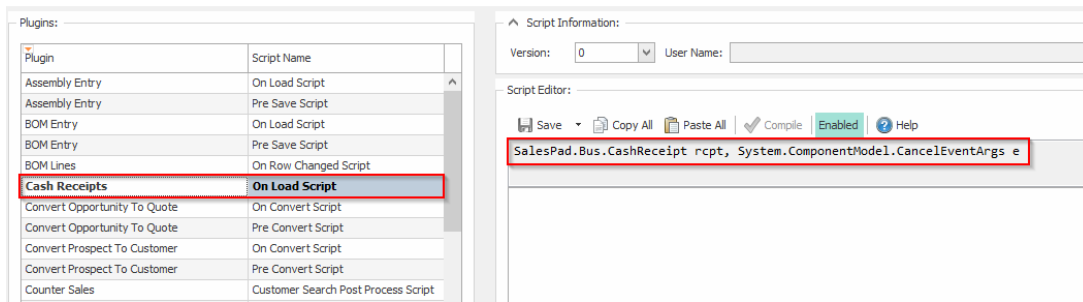 Plugins:
Plugin Script Name
Assembly Entry On Load Script
Assembly Entry Pre Save Script
BOM Entry On Load Script
BOM Entry Pre Save Script
BOM Lines On Row Changed Script
Cash Receipts On Load Script
Convert Opportunity To Quote On Convert Script
Convert Opportunity To Quote Pre Convert Script
Convert Prospect To Customer On Convert Script
Convert Prospect To Customer Pre Convert Script
Counter Sales Customer Search Post Process Script
Script Information:
Version: 0 User Name:
Script Editor:
Save Copy All Paste All Compile Enabled Help
SalesPad.Bus.CashReceipt rcpt, System.ComponentModel.CancelEventArgs e